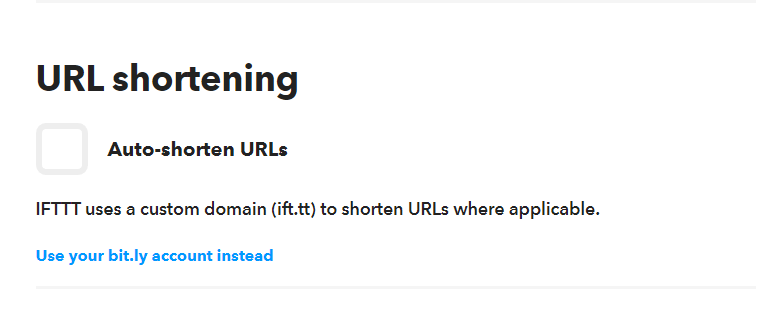 URL shortening
Auto-shorten URLs
IFTTT uses a custom domain (ift.tt) to shorten URLs where applicable.
Use your bit.ly account instead